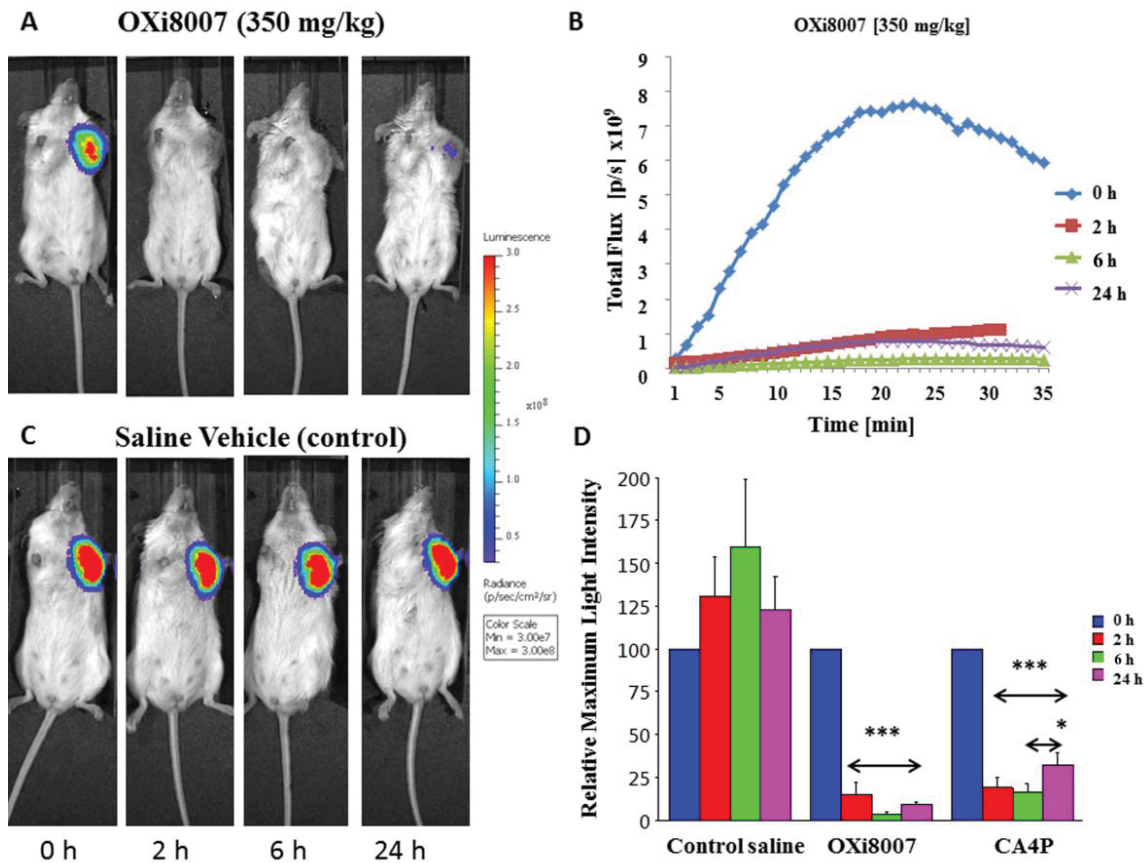 A
OXi8007 (350 mg/kg)
Luminescence
3.0
2.5
2.0
x10⁸
1.5
1.0
0.5
Radiance
(p/sec/cm²/sr)
Color Scale
Min = 3.00e7
Max = 3.00e8
B
OXi8007 [350 mg/kg]
Total Flux [p/s] x10⁹
9
8
7
6
5
4
3
2
1
0
1 5 10 15 20 25 30 35
Time [min]
0 h
2 h
6 h
24 h
C
Saline Vehicle (control)
0 h 2 h 6 h 24 h
D
Relative Maximum Light Intensity
200
175
150
125
100
75
50
25
0
***
***
*
Control saline OXi8007 CA4P
0 h
2 h
6 h
24 h